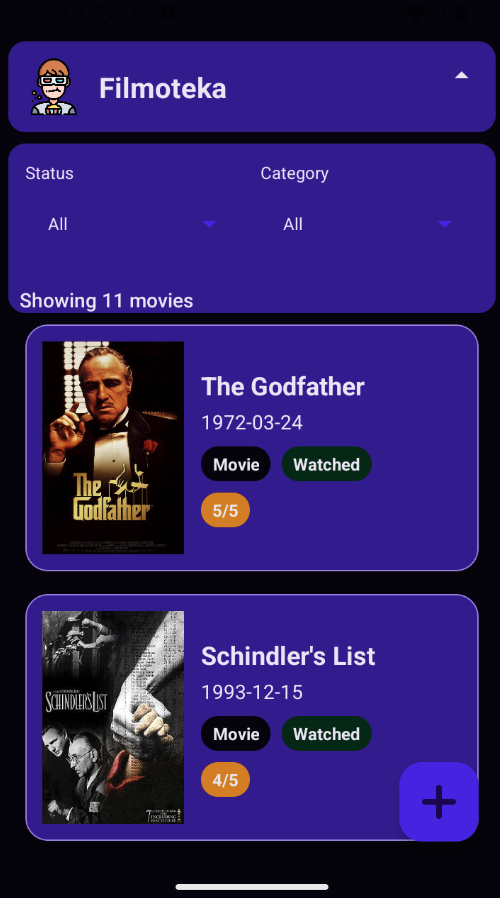 Filmoteka
Status Category
All All
Showing 11 movies
The Godfather
1972-03-24
Movie Watched
5/5
The
Godfather
Schindler's List
1993-12-15
SCHINDLER'S LIST
Movie Watched
4/5